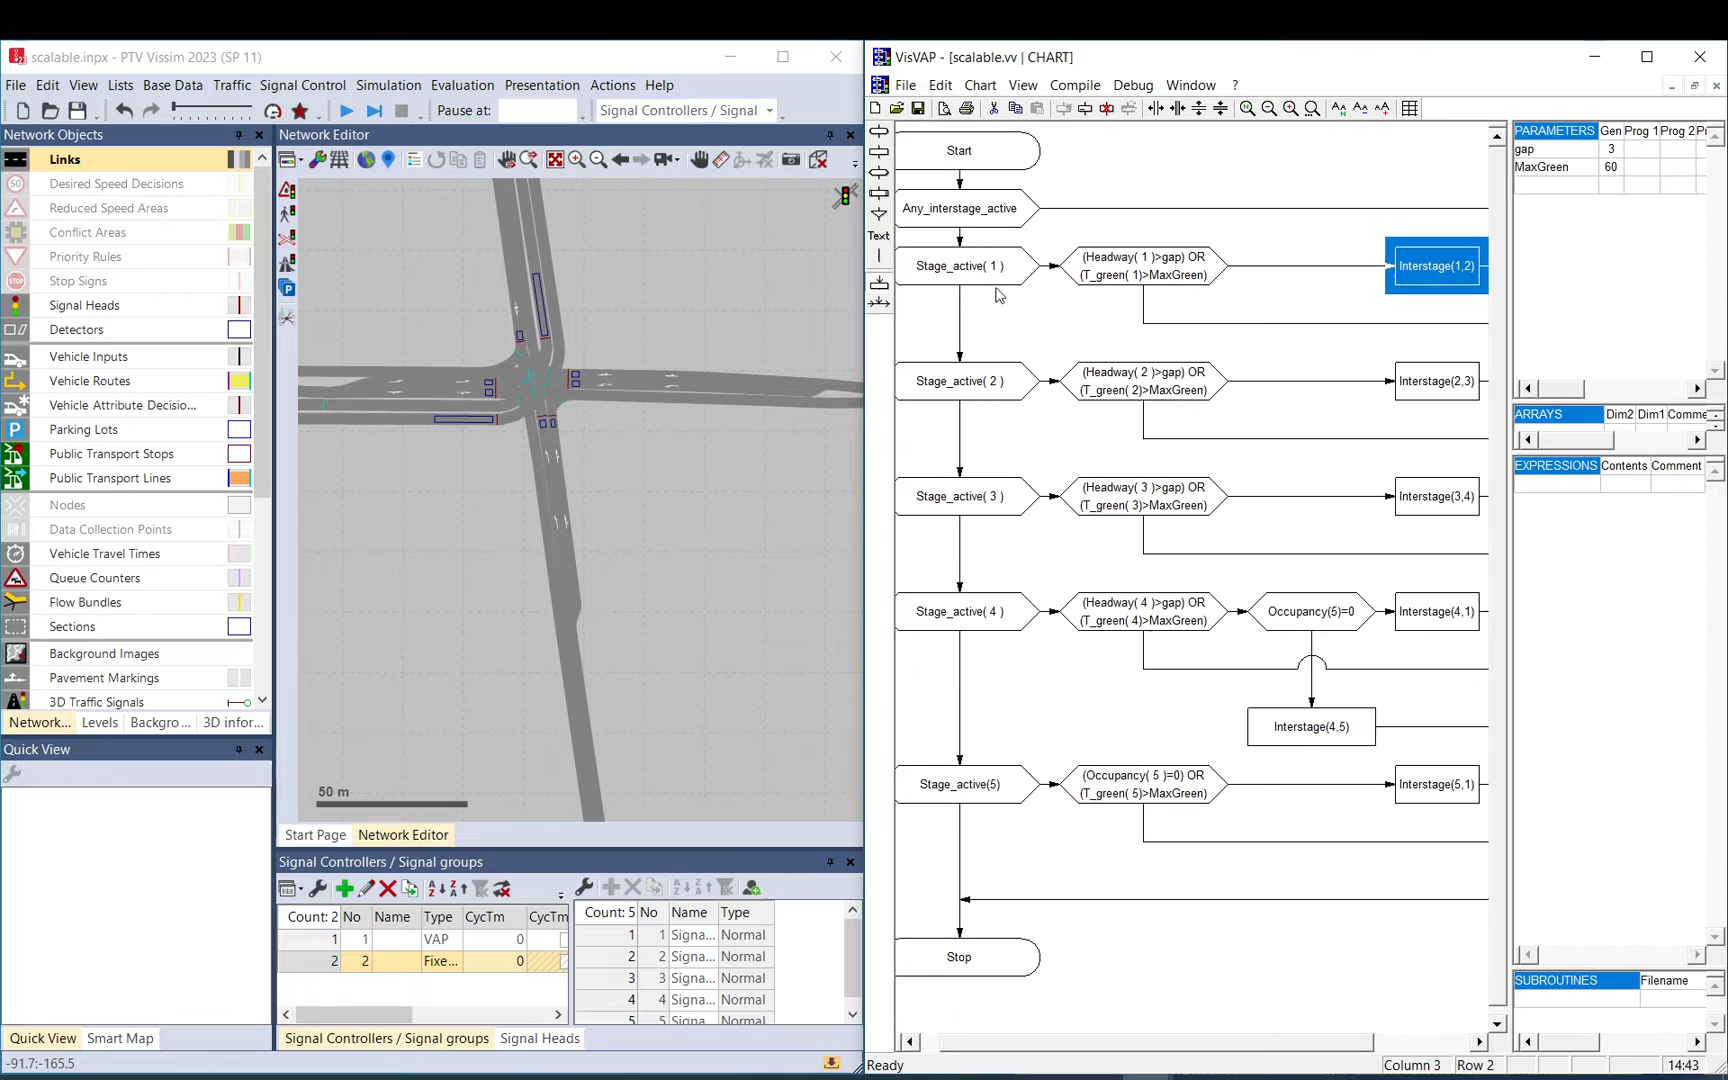 scalable.inpx - PTV Vissim 2023 (SP 11)
File Edit View Lists Base Data Traffic Signal Control Simulation Evaluation Presentation Actions Help
Pause at:
Signal Controllers / Signal
Network Objects
Links
Desired Speed Decisions
Reduced Speed Areas
Conflict Areas
Priority Rules
Stop Signs
Signal Heads
Detectors
Vehicle Inputs
Vehicle Routes
Vehicle Attribute Decisio...
Parking Lots
Public Transport Stops
Public Transport Lines
Nodes
Data Collection Points
Vehicle Travel Times
Queue Counters
Flow Bundles
Sections
Background Images
Pavement Markings
3D Traffic Signals
Network... Levels Backgro... 3D infor...
Quick View
Quick View Smart Map
-91.7:-165.5
Network Editor
50 m
Start Page Network Editor
Signal Controllers / Signal groups
Count: 2 No Name Type CycTm CycTm
1 1 VAP 0
2 2 Fixe... 0
Count: 5 No Name Type
1 1 Signa... Normal
2 2 Signa... Normal
3 3 Signa... Normal
4 4 Signa... Normal
5 5 Signa... Normal
Signal Controllers / Signal groups Signal Heads
VisVAP - [scalable.vv | CHART]
File Edit Chart View Compile Debug Window ?
Text
Start
Any_interstage_active
Stage_active( 1 )
(Headway( 1 )>gap) OR
(T_green( 1)>MaxGreen)
Interstage(1,2)
Stage_active( 2 )
(Headway( 2 )>gap) OR
(T_green( 2)>MaxGreen)
Interstage(2,3)
Stage_active( 3 )
(Headway( 3 )>gap) OR
(T_green( 3)>MaxGreen)
Interstage(3,4)
Stage_active( 4 )
(Headway( 4 )>gap) OR
(T_green( 4)>MaxGreen)
Occupancy(5)=0
Interstage(4,1)
Interstage(4,5)
Stage_active(5)
(Occupancy( 5 )=0) OR
(T_green( 5)>MaxGreen)
Interstage(5,1)
Stop
PARAMETERS Gen Prog 1 Prog 2
gap 3
MaxGreen 60
ARRAYS Dim2 Dim1 Comme
EXPRESSIONS Contents Comment
SUBROUTINES Filename
Ready
Column 3 Row 2 14:43